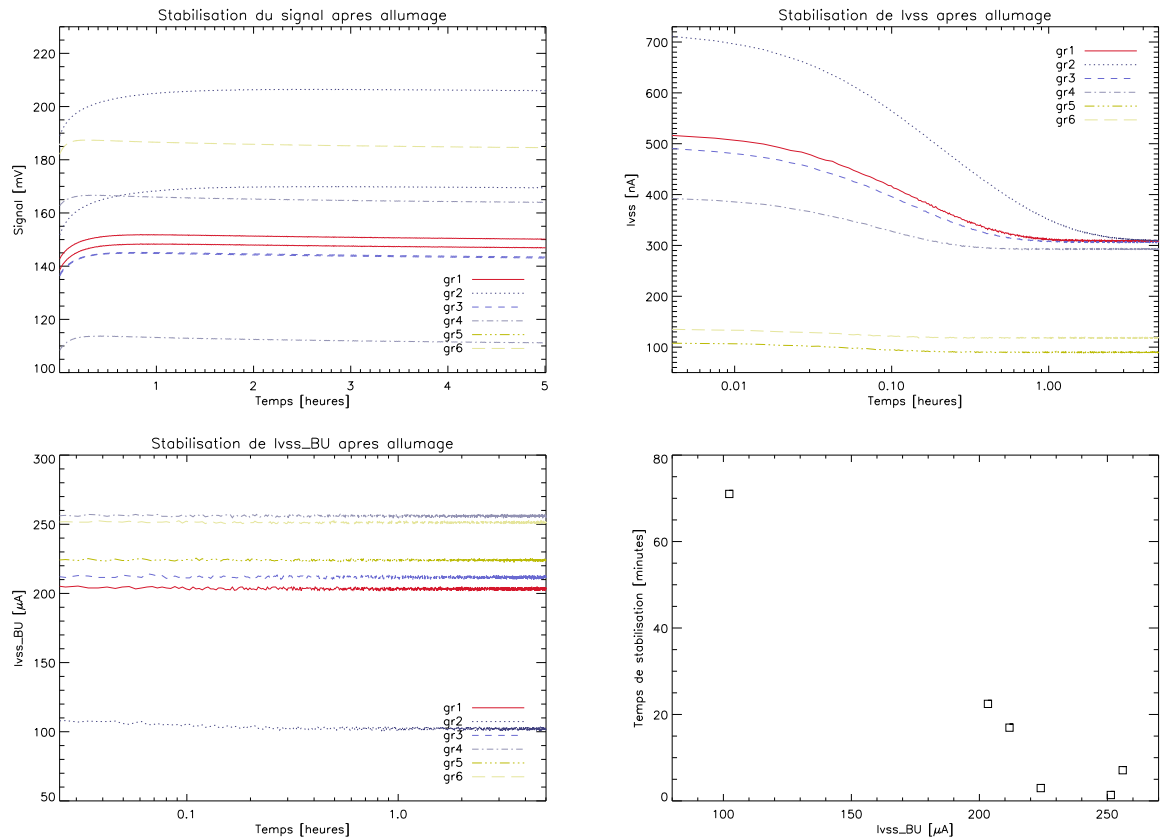 Stabilisation du signal apres allumage
230
220
200
180
160
140
120
100
Signal [mV]
gr1
gr2
gr3
gr4
gr5
gr6
1
2
3
4
5
Temps [heures]
Stabilisation de Ivss apres allumage
700
600
500
400
300
200
100
Ivss [nA]
gr1
gr2
gr3
gr4
gr5
gr6
0.01
0.10
1.00
Temps [heures]
Stabilisation de Ivss_BU apres allumage
300
250
200
150
100
50
Ivss_BU [μA]
gr1
gr2
gr3
gr4
gr5
gr6
0.1
1.0
Temps [heures]
80
60
40
20
0
Temps de stabilisation [minutes]
100
150
200
250
Ivss_BU [μA]